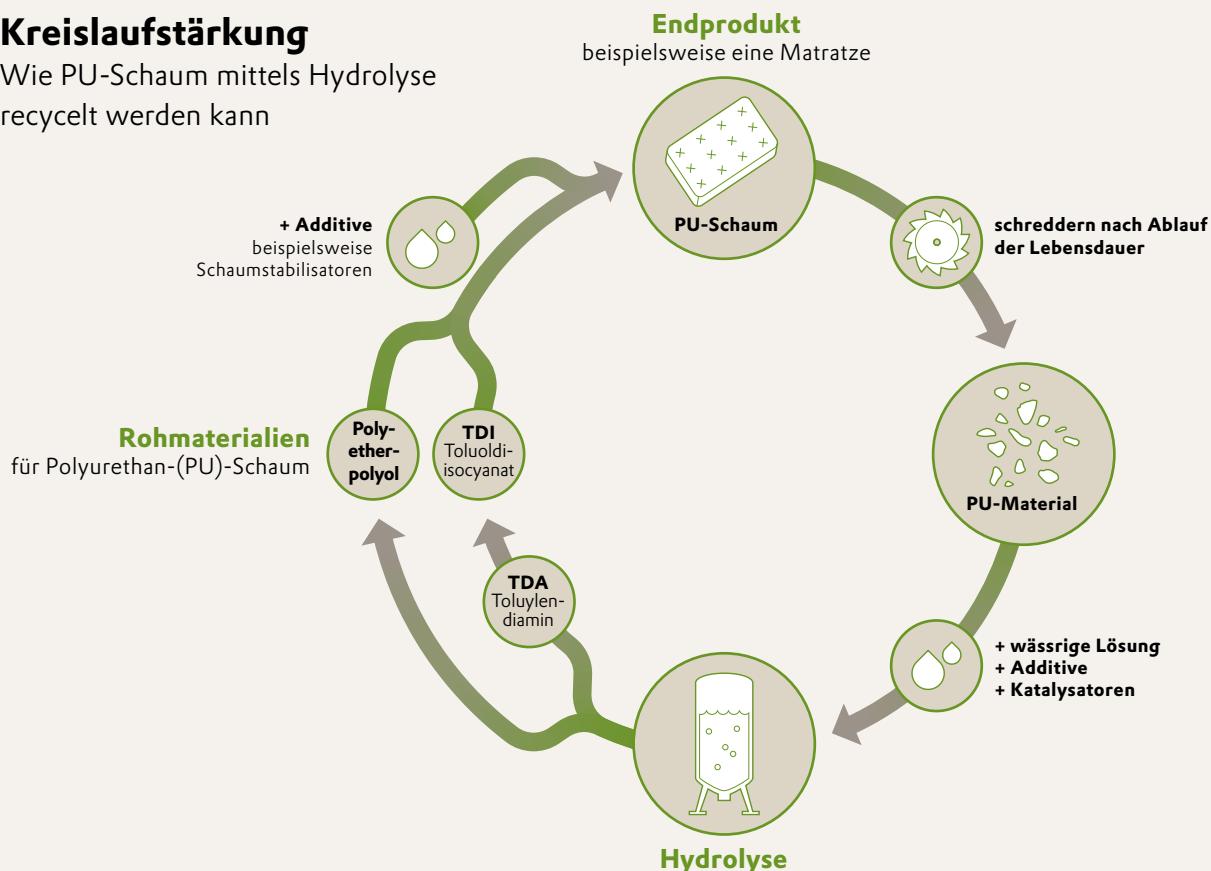 Kreislaufstärkung
Wie PU-Schaum mittels Hydrolyse
recycelt werden kann
Endprodukt
beispielsweise eine Matratze
PU-Schaum
schreddern nach Ablauf
der Lebensdauer
PU-Material
+ wässrige Lösung
+ Additive
+ Katalysatoren
Hydrolyse
TDA
Toluylen-
diamin
Rohmaterialien
für Polyurethan-(PU)-Schaum
Poly-
ether-
polyol
TDI
Toluoldi-
isocyanat
+ Additive
beispielsweise
Schaumstabilisatoren